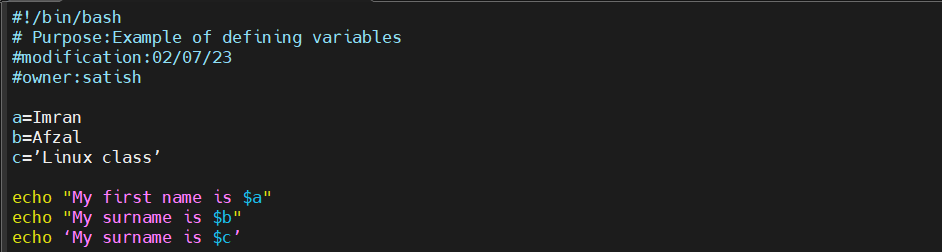 #!/bin/bash
# Purpose:Example of defining variables
#modification:02/07/23
#owner:satish
a=Imran
b=Afzal
c=’Linux class’
echo "My first name is $a"
echo "My surname is $b"
echo ‘My surname is $c’